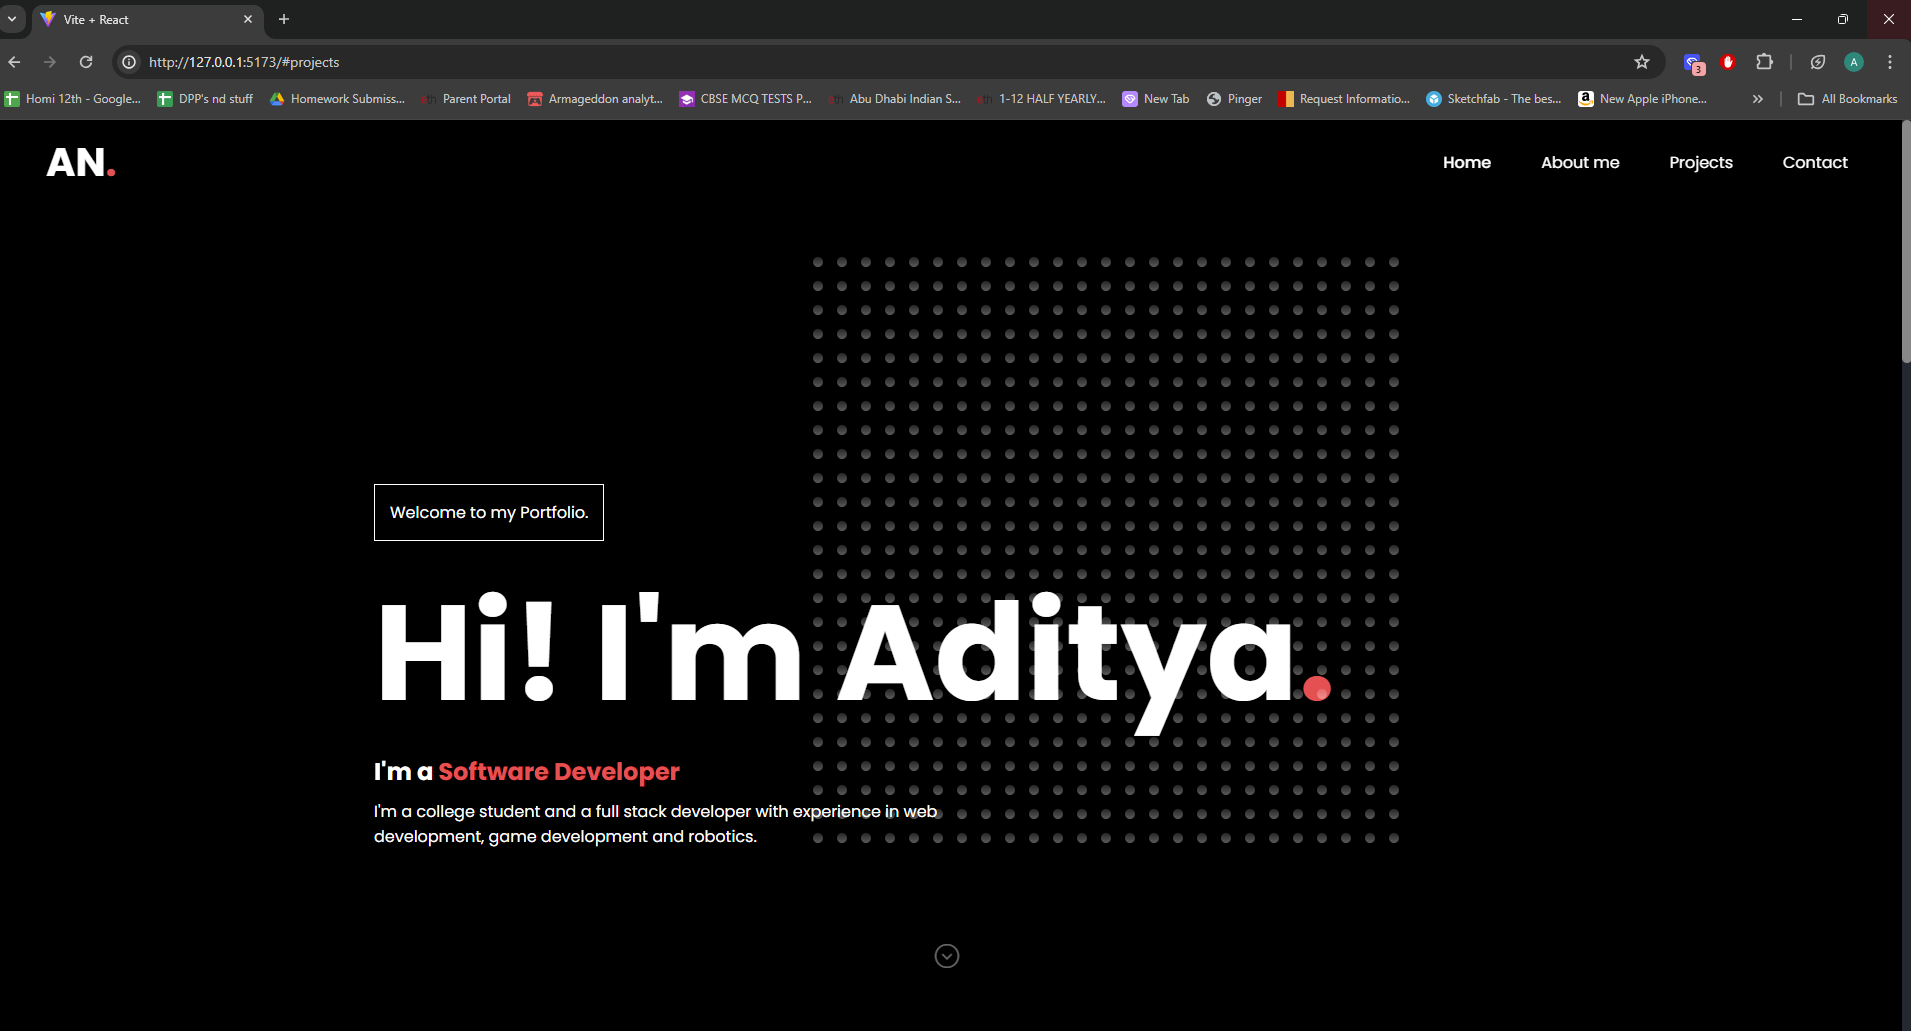 Vite + React
http://127.0.0.1:5173/#projects
A
3
Homi 12th - Google...
DPP's nd stuff
Homework Submiss...
Parent Portal
Armageddon analyt...
CBSE MCQ TESTS P...
Abu Dhabi Indian S...
1-12 HALF YEARLY...
New Tab
Pinger
Request Informatio...
Sketchfab - The bes...
New Apple iPhone...
All Bookmarks
AN.
Home
About me
Projects
Contact
Welcome to my Portfolio.
Hi! I'm Aditya.
I'm a Software Developer
I'm a college student and a full stack developer with experience in web
development, game development and robotics.